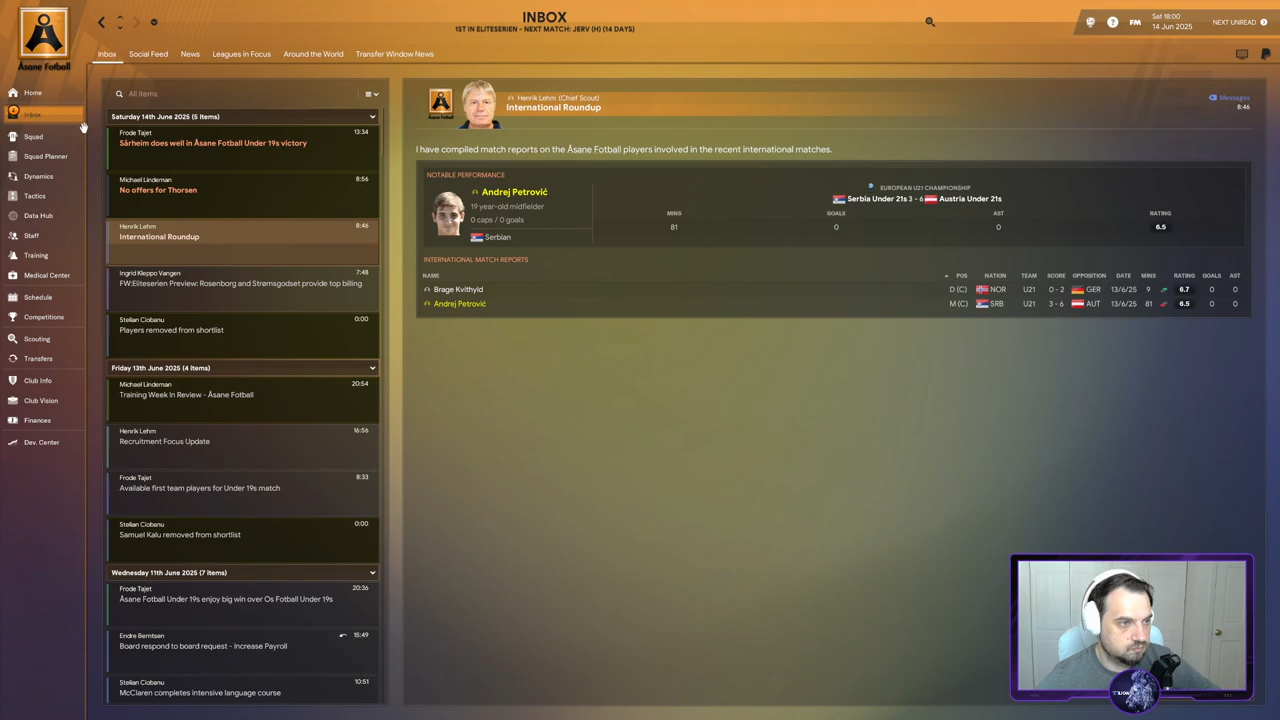 INBOX
1ST IN ELITESERIEN - NEXT MATCH: JERV (H) (14 DAYS)
FM
Sat 18:00
14 Jun 2025
NEXT UNREAD
Åsane Fotball
Inbox
Social Feed
News
Leagues in Focus
Around the World
Transfer Window News
Home
Inbox
Squad
Squad Planner
Dynamics
Tactics
Data Hub
Staff
Training
Medical Center
Schedule
Competitions
Scouting
Transfers
Club Info
Club Vision
Finances
Dev. Center
All Items
Saturday 14th June 2025 (5 items)
Frode Tajet 13:34
Sårheim does well in Åsane Fotball Under 19s victory
Michael Lindeman 8:56
No offers for Thorsen
Henrik Lehm 8:46
International Roundup
Ingrid Kleppo Vangen 7:48
FW:Eliteserien Preview: Rosenborg and Strømsgodset provide top billing
Stelian Ciobanu 0:00
Players removed from shortlist
Friday 13th June 2025 (4 items)
Michael Lindeman 20:54
Training Week In Review - Åsane Fotball
Henrik Lehm 16:56
Recruitment Focus Update
Frode Tajet 8:33
Available first team players for Under 19s match
Stelian Ciobanu 0:00
Samuel Kalu removed from shortlist
Wednesday 11th June 2025 (7 items)
Frode Tajet 20:36
Åsane Fotball Under 19s enjoy big win over Os Fotball Under 19s
Endre Berntsen 15:49
Board respond to board request - Increase Payroll
Stelian Ciobanu 10:51
McClaren completes intensive language course
Henrik Lehm (Chief Scout)
International Roundup
Messages
8:46
I have compiled match reports on the Åsane Fotball players involved in the recent international matches.
NOTABLE PERFORMANCE
Andrej Petrović
19 year-old midfielder
0 caps / 0 goals
Serbian
EUROPEAN U21 CHAMPIONSHIP
Serbia Under 21s 3 - 6 Austria Under 21s
MINS GOALS AST RATING
81 0 0 6.5
INTERNATIONAL MATCH REPORTS
NAME POS NATION TEAM SCORE OPPOSITION DATE MINS RATING GOALS AST
Brage Kvithyld D (C) NOR U21 0 - 2 GER 13/6/25 9 6.7 0 0
Andrej Petrović M (C) SRB U21 3 - 6 AUT 13/6/25 81 6.5 0 0